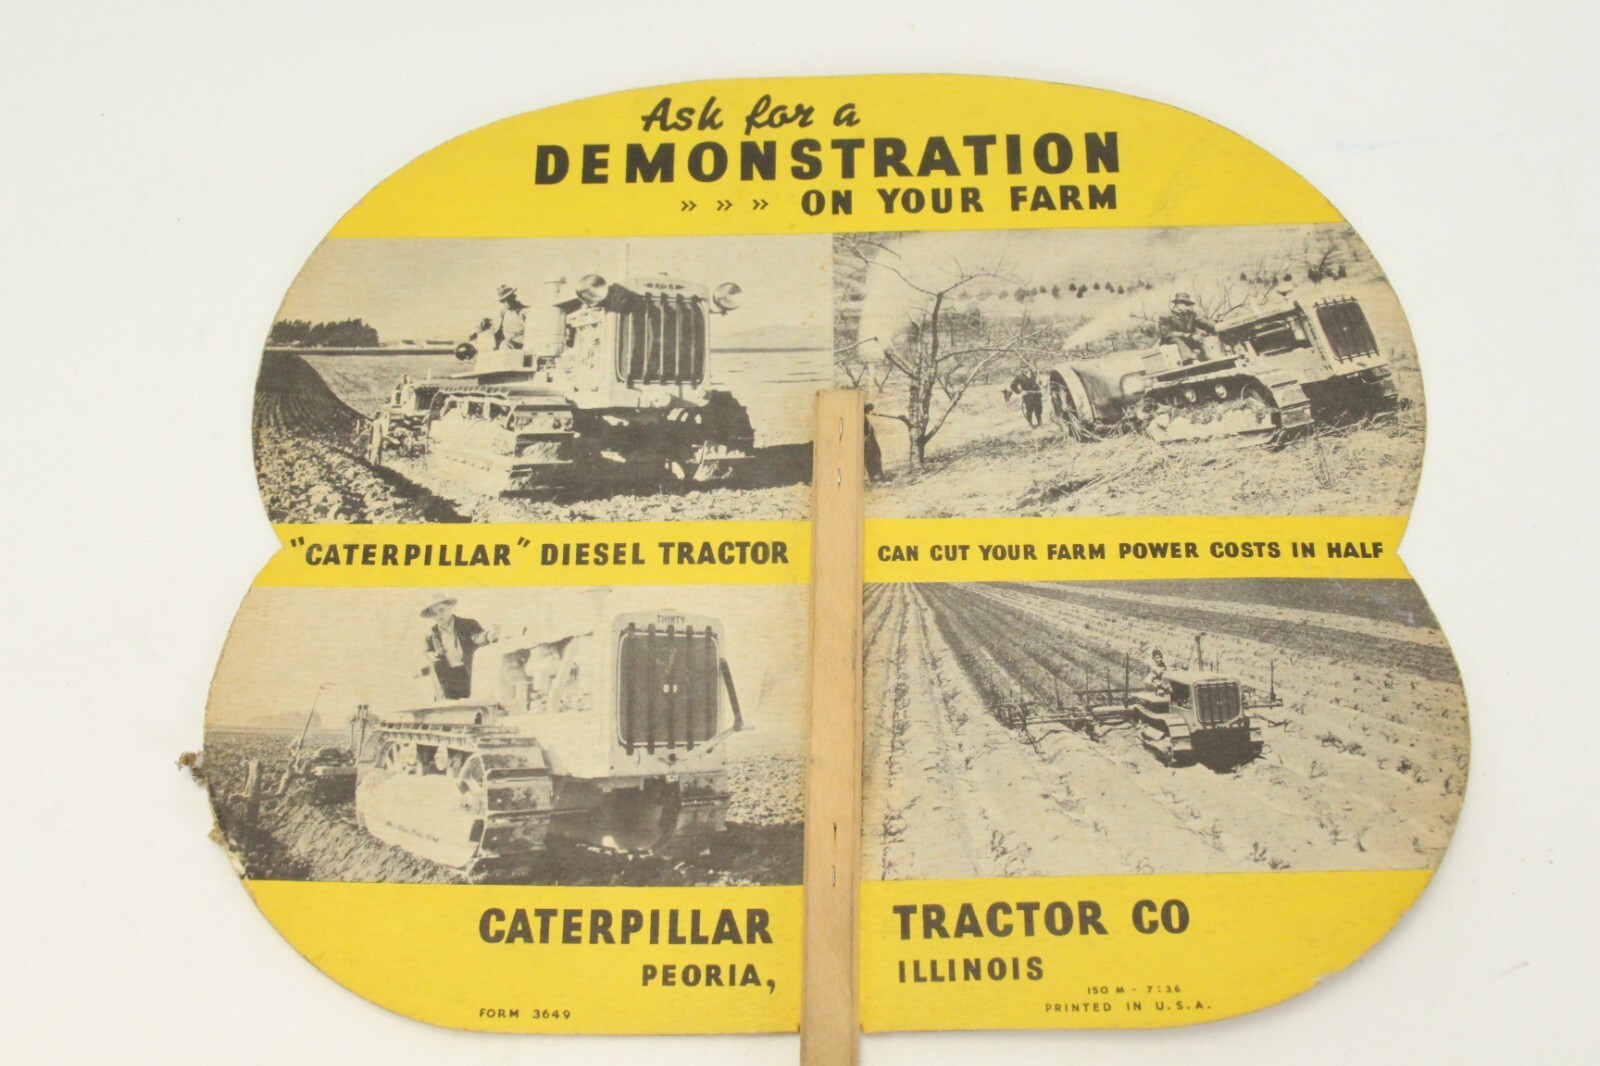 Ask for a
DEMONSTRATION
»» »» »» ON YOUR FARM
"CATERPILLAR" DIESEL TRACTOR CAN CUT YOUR FARM POWER COSTS IN HALF
THIRTY
CATERPILLAR TRACTOR CO
PEORIA, ILLINOIS
FORM 3649
150 M - 7:36
PRINTED IN U.S.A.